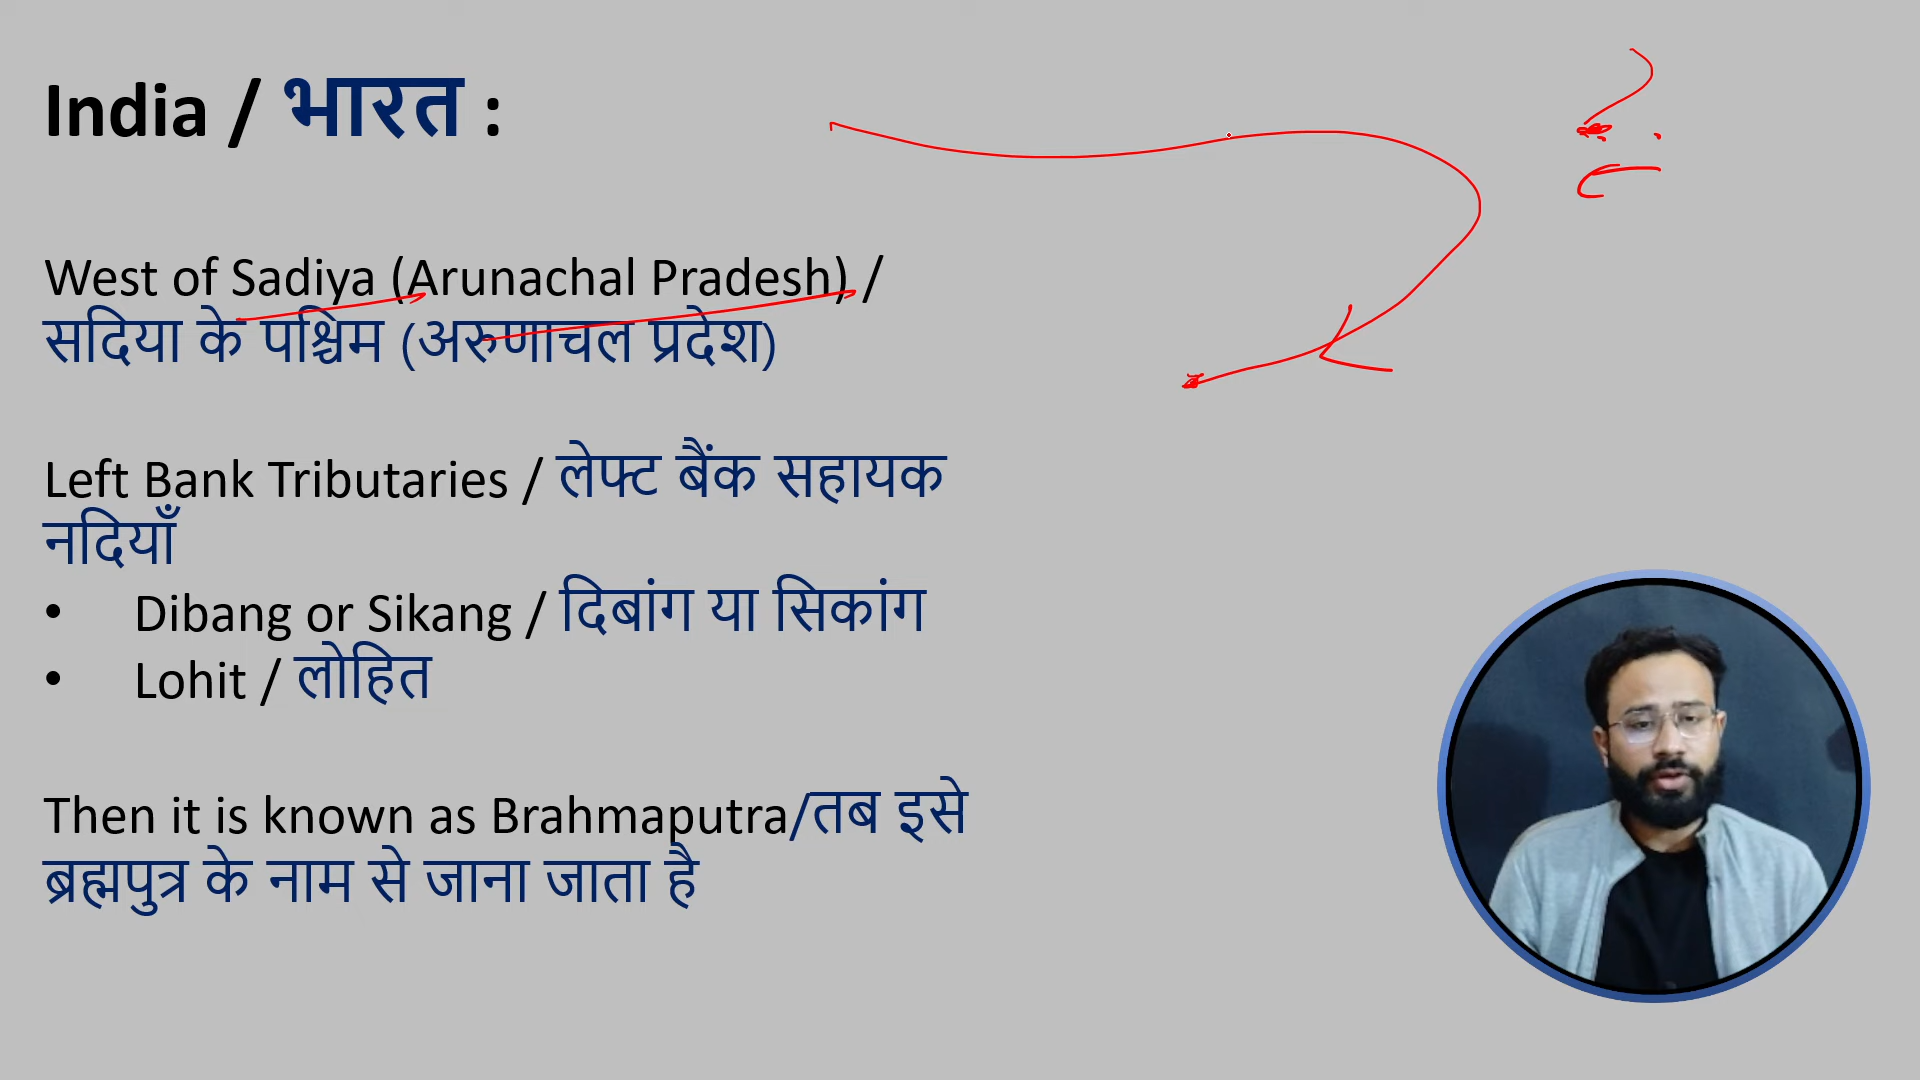 India / भारत :
West of Sadiya (Arunachal Pradesh) /
सदिया के पश्चिम (अरुणाचल प्रदेश)
Left Bank Tributaries / लेफ्ट बैंक सहायक
नदियाँ
• Dibang or Sikang / दिबांग या सिकांग
• Lohit / लोहित
Then it is known as Brahmaputra/तब इसे
ब्रह्मपुत्र के नाम से जाना जाता है